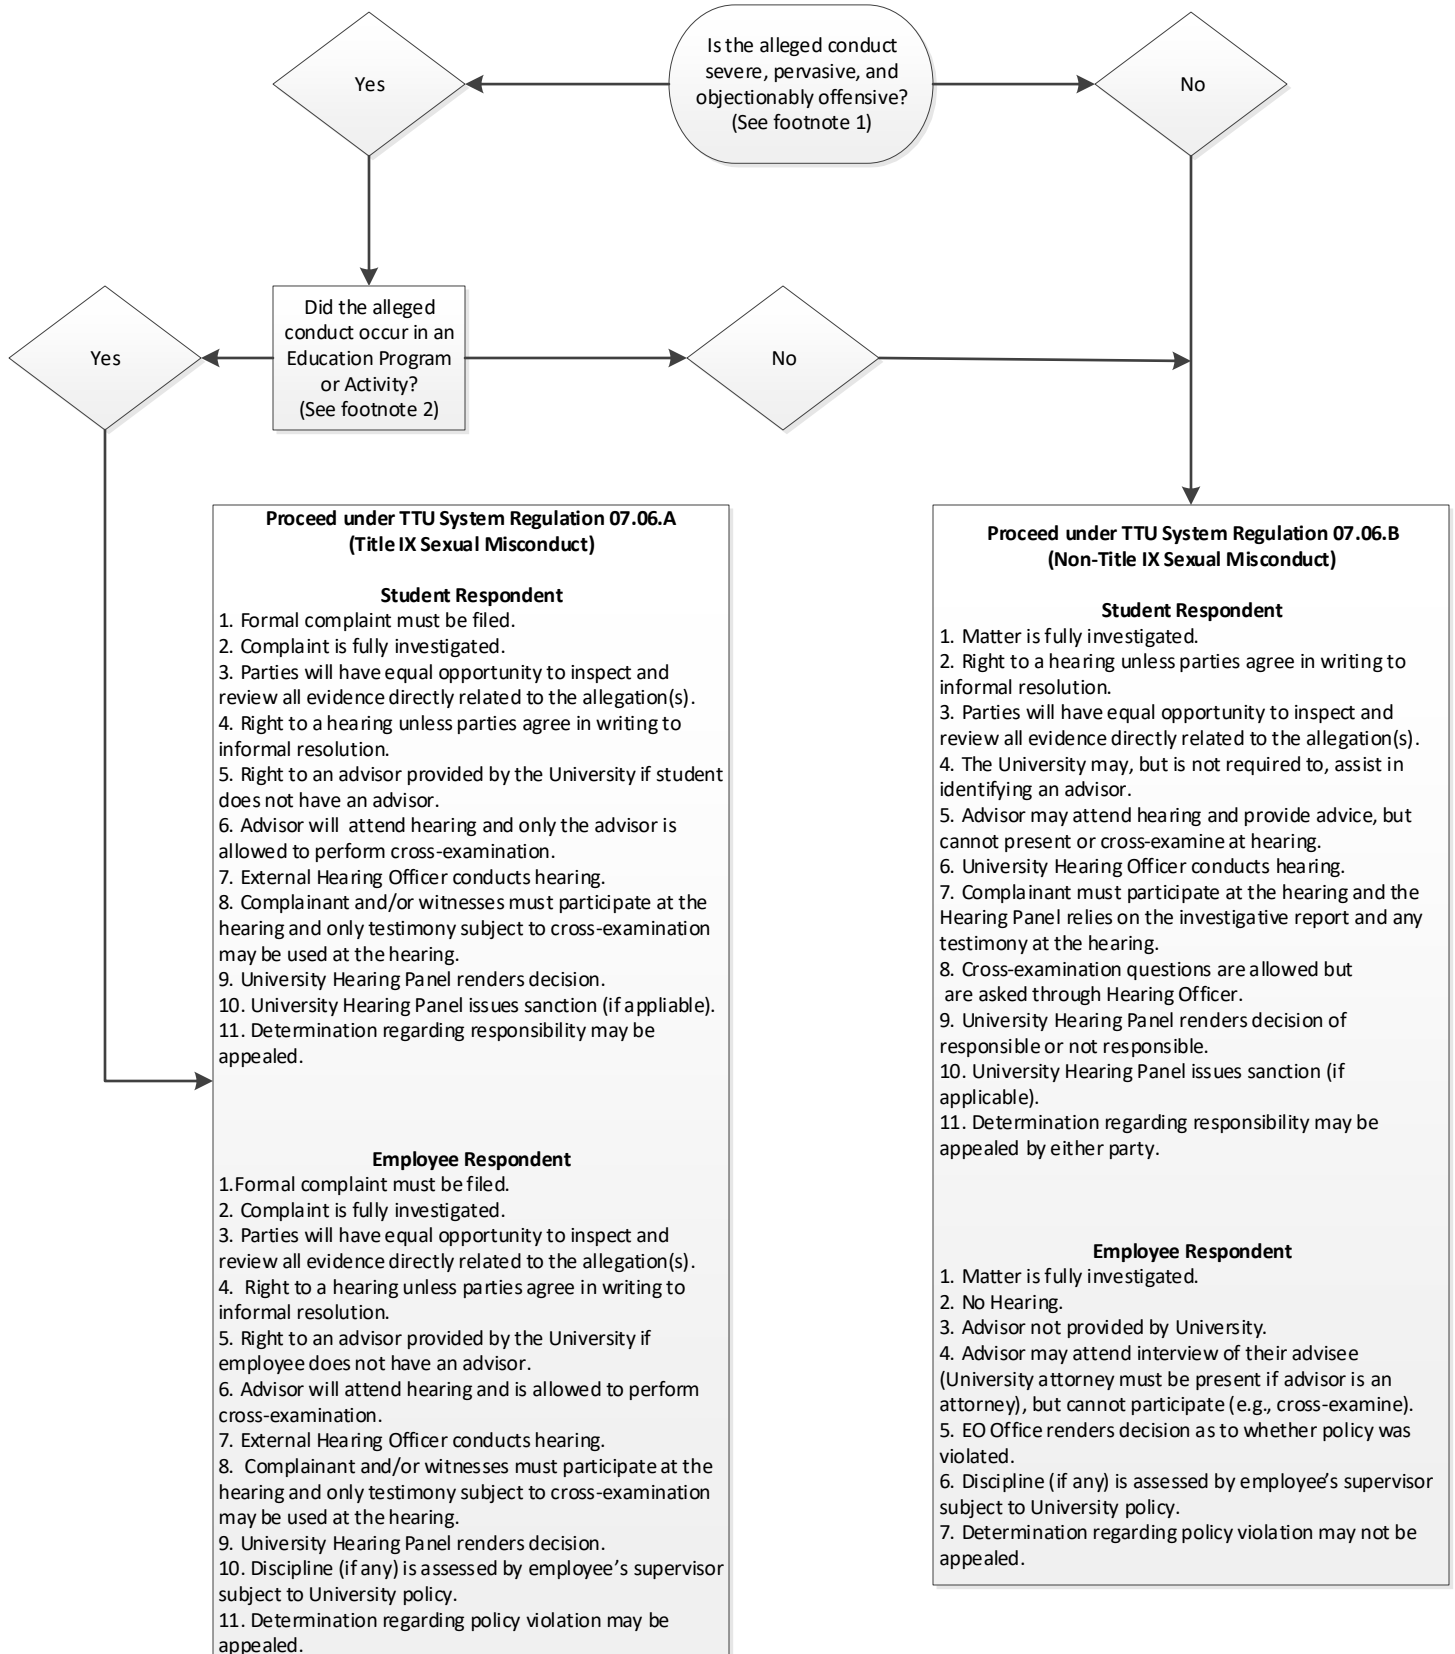 Is the alleged conduct
severe, pervasive, and
objectionably offensive?
(See footnote 1)
Yes
No
Did the alleged
conduct occur in an
Education Program
or Activity?
(See footnote 2)
Yes
No
Proceed under TTU System Regulation 07.06.A
(Title IX Sexual Misconduct)
Student Respondent
1. Formal complaint must be filed.
2. Complaint is fully investigated.
3. Parties will have equal opportunity to inspect and
review all evidence directly related to the allegation(s).
4. Right to a hearing unless parties agree in writing to
informal resolution.
5. Right to an advisor provided by the University if student
does not have an advisor.
6. Advisor will attend hearing and only the advisor is
allowed to perform cross-examination.
7. External Hearing Officer conducts hearing.
8. Complainant and/or witnesses must participate at the
hearing and only testimony subject to cross-examination
may be used at the hearing.
9. University Hearing Panel renders decision.
10. University Hearing Panel issues sanction (if appliable).
11. Determination regarding responsibility may be
appealed.
Employee Respondent
1.Formal complaint must be filed.
2. Complaint is fully investigated.
3. Parties will have equal opportunity to inspect and
review all evidence directly related to the allegation(s).
4. Right to a hearing unless parties agree in writing to
informal resolution.
5. Right to an advisor provided by the University if
employee does not have an advisor.
6. Advisor will attend hearing and is allowed to perform
cross-examination.
7. External Hearing Officer conducts hearing.
8. Complainant and/or witnesses must participate at the
hearing and only testimony subject to cross-examination
may be used at the hearing.
9. University Hearing Panel renders decision.
10. Discipline (if any) is assessed by employee's supervisor
subject to University policy.
11. Determination regarding policy violation may be
appealed.
Proceed under TTU System Regulation 07.06.B
(Non-Title IX Sexual Misconduct)
Student Respondent
1. Matter is fully investigated.
2. Right to a hearing unless parties agree in writing to
informal resolution.
3. Parties will have equal opportunity to inspect and
review all evidence directly related to the allegation(s).
4. The University may, but is not required to, assist in
identifying an advisor.
5. Advisor may attend hearing and provide advice, but
cannot present or cross-examine at hearing.
6. University Hearing Officer conducts hearing.
7. Complainant must participate at the hearing and the
Hearing Panel relies on the investigative report and any
testimony at the hearing.
8. Cross-examination questions are allowed but
are asked through Hearing Officer.
9. University Hearing Panel renders decision of
responsible or not responsible.
10. University Hearing Panel issues sanction (if
applicable).
11. Determination regarding responsibility may be
appealed by either party.
Employee Respondent
1. Matter is fully investigated.
2. No Hearing.
3. Advisor not provided by University.
4. Advisor may attend interview of their advisee
(University attorney must be present if advisor is an
attorney), but cannot participate (e.g., cross-examine).
5. EO Office renders decision as to whether policy was
violated.
6. Discipline (if any) is assessed by employee's supervisor
subject to University policy.
7. Determination regarding policy violation may not be
appealed.